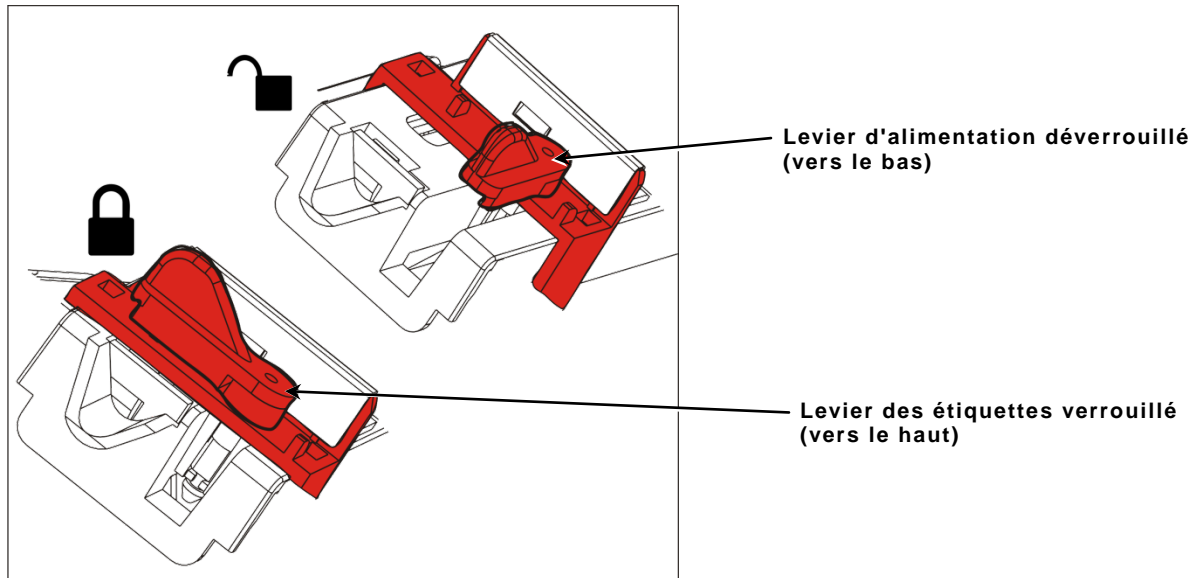 Levier d'alimentation déverrouillé
(vers le bas)
Levier des étiquettes verrouillé
(vers le haut)